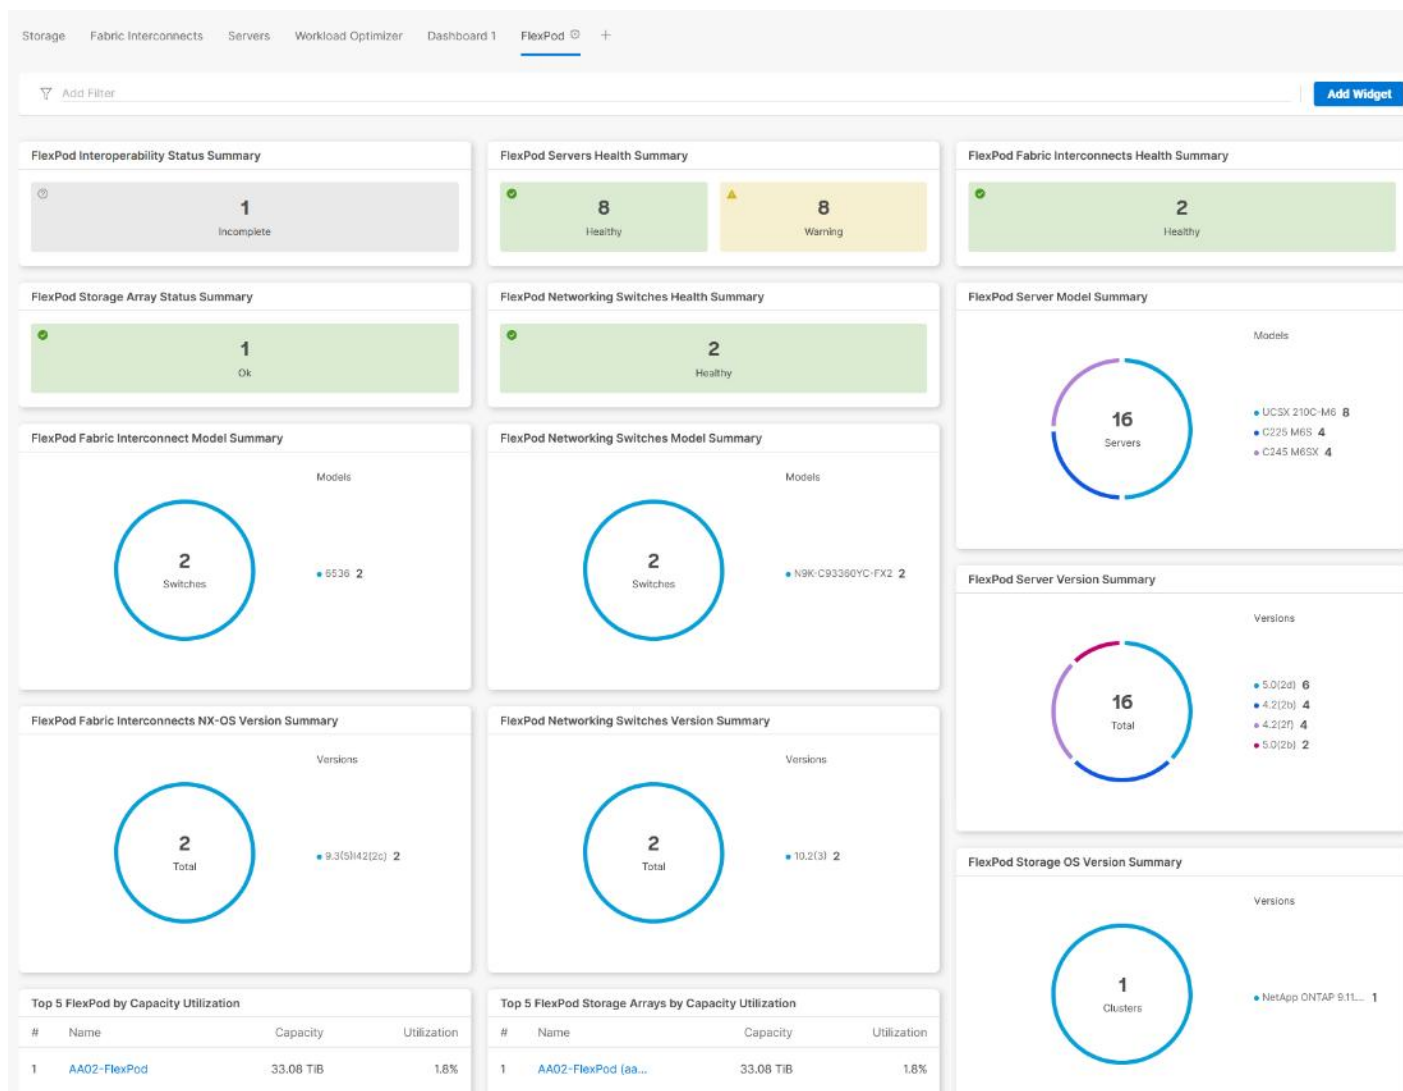 Storage Fabric Interconnects Servers Workload Optimizer Dashboard 1 FlexPod +
Add Filter
Add Widget
FlexPod Interoperability Status Summary
1
Incomplete
FlexPod Servers Health Summary
8
Healthy
8
Warning
FlexPod Fabric Interconnects Health Summary
2
Healthy
FlexPod Storage Array Status Summary
1
Ok
FlexPod Networking Switches Health Summary
2
Healthy
FlexPod Server Model Summary
Models
16
Servers
UCSX 210C-M6 8
C225 M6S 4
C245 M6SX 4
FlexPod Fabric Interconnect Model Summary
Models
2
Switches
6536 2
FlexPod Networking Switches Model Summary
Models
2
Switches
N9K-C93360YC-FX2 2
FlexPod Server Version Summary
Versions
16
Total
5.0(2d) 6
4.2(2b) 4
4.2(2f) 4
5.0(2b) 2
FlexPod Fabric Interconnects NX-OS Version Summary
Versions
2
Total
9.3(5)I42(2c) 2
FlexPod Networking Switches Version Summary
Versions
2
Total
10.2(3) 2
FlexPod Storage OS Version Summary
Versions
1
Clusters
NetApp ONTAP 9.11.... 1
Top 5 FlexPod by Capacity Utilization
# Name Capacity Utilization
1 AA02-FlexPod 33.08 TiB 1.8%
Top 5 FlexPod Storage Arrays by Capacity Utilization
# Name Capacity Utilization
1 AA02-FlexPod (aa... 33.08 TiB 1.8%